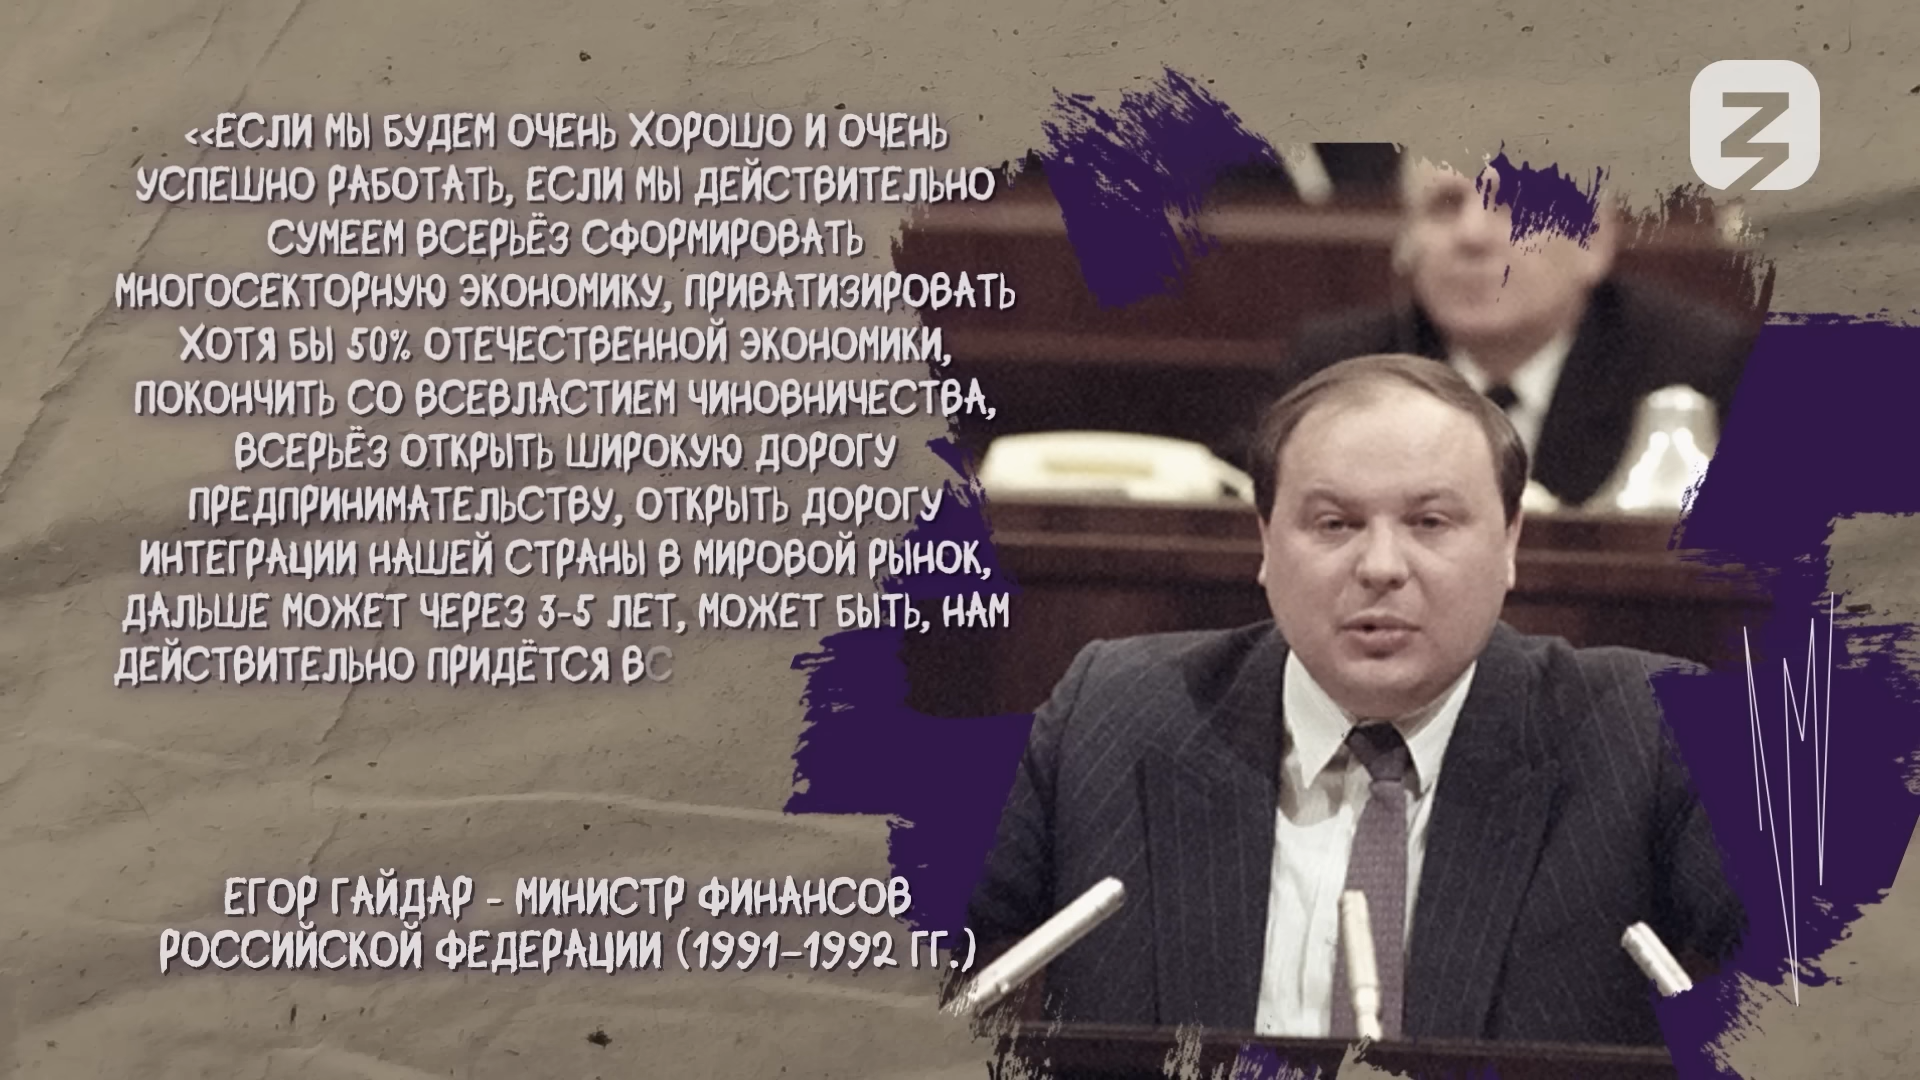 «ЕСЛИ МЫ БУДЕМ ОЧЕНЬ ХОРОШО И ОЧЕНЬ
УСПЕШНО РАБОТАТЬ, ЕСЛИ МЫ ДЕЙСТВИТЕЛЬНО
СУМЕЕМ ВСЕРЬЁЗ СФОРМИРОВАТЬ
МНОГОСЕКТОРНУЮ ЭКОНОМИКУ, ПРИВАТИЗИРОВАТЬ
ХОТЯ БЫ 50% ОТЕЧЕСТВЕННОЙ ЭКОНОМИКИ,
ПОКОНЧИТЬ СО ВСЕВЛАСТИЕМ ЧИНОВНИЧЕСТВА,
ВСЕРЬЁЗ ОТКРЫТЬ ШИРОКУЮ ДОРОГУ
ПРЕДПРИНИМАТЕЛЬСТВУ, ОТКРЫТЬ ДОРОГУ
ИНТЕГРАЦИИ НАШЕЙ СТРАНЫ В МИРОВОЙ РЫНОК,
ДАЛЬШЕ МОЖЕТ ЧЕРЕЗ 3-5 ЛЕТ, МОЖЕТ БЫТЬ, НАМ
ДЕЙСТВИТЕЛЬНО ПРИДЁТСЯ ВС
ЕГОР ГАЙДАР - МИНИСТР ФИНАНСОВ
РОССИЙСКОЙ ФЕДЕРАЦИИ (1991-1992 ГГ.)